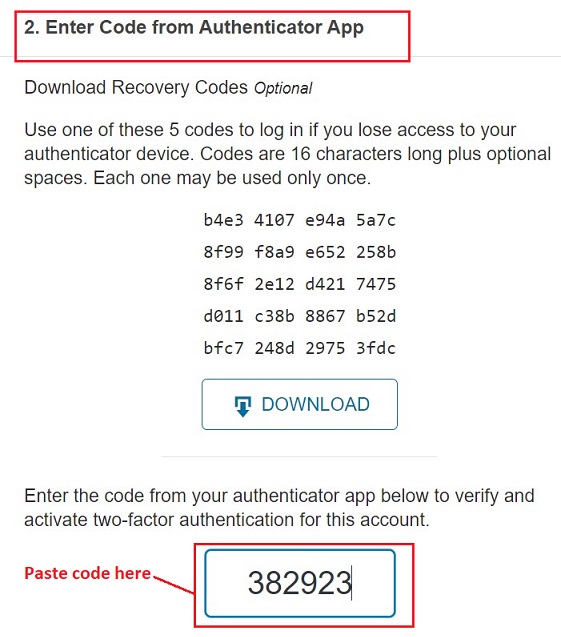 2. Enter Code from Authenticator App
Download Recovery Codes Optional
Use one of these 5 codes to log in if you lose access to your
authenticator device. Codes are 16 characters long plus optional
spaces. Each one may be used only once.
b4e3 4107 e94a 5a7c
8f99 f8a9 e652 258b
8f6f 2e12 d421 7475
d011 c38b 8867 b52d
bfc7 248d 2975 3fdc
DOWNLOAD
Enter the code from your authenticator app below to verify and
activate two-factor authentication for this account.
Paste code here
382923